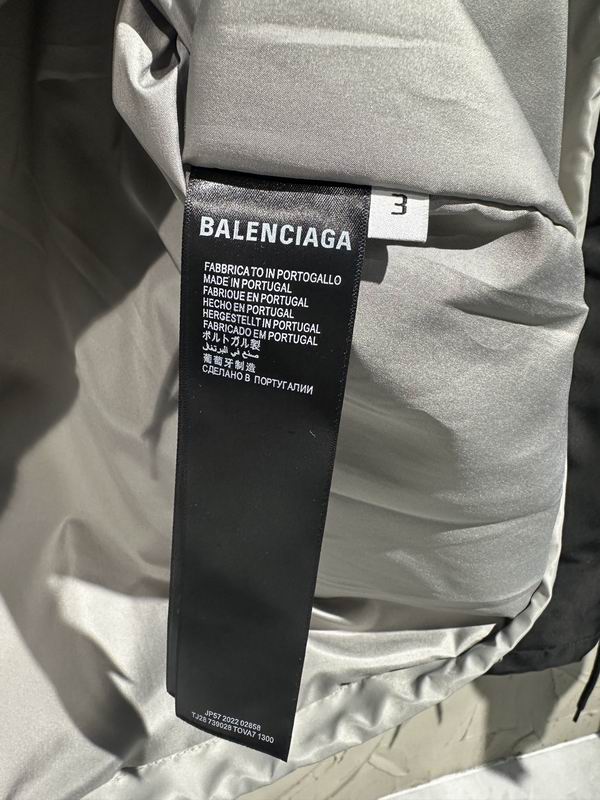 3
BALENCIAGA
FABBRICATO IN PORTOGALLO
MADE IN PORTUGAL
FABRIQUE EN PORTUGAL
HECHO EN PORTUGAL
HERGESTELLT IN PORTUGAL
FABRICADO EM PORTUGAL
ポルトガル製
صنع في البرتغال
葡萄牙制造
СДЕЛАНО В ПОРТУГАЛИИ
JP57 2022 02858
TJ28 739028 TOVA7 1300